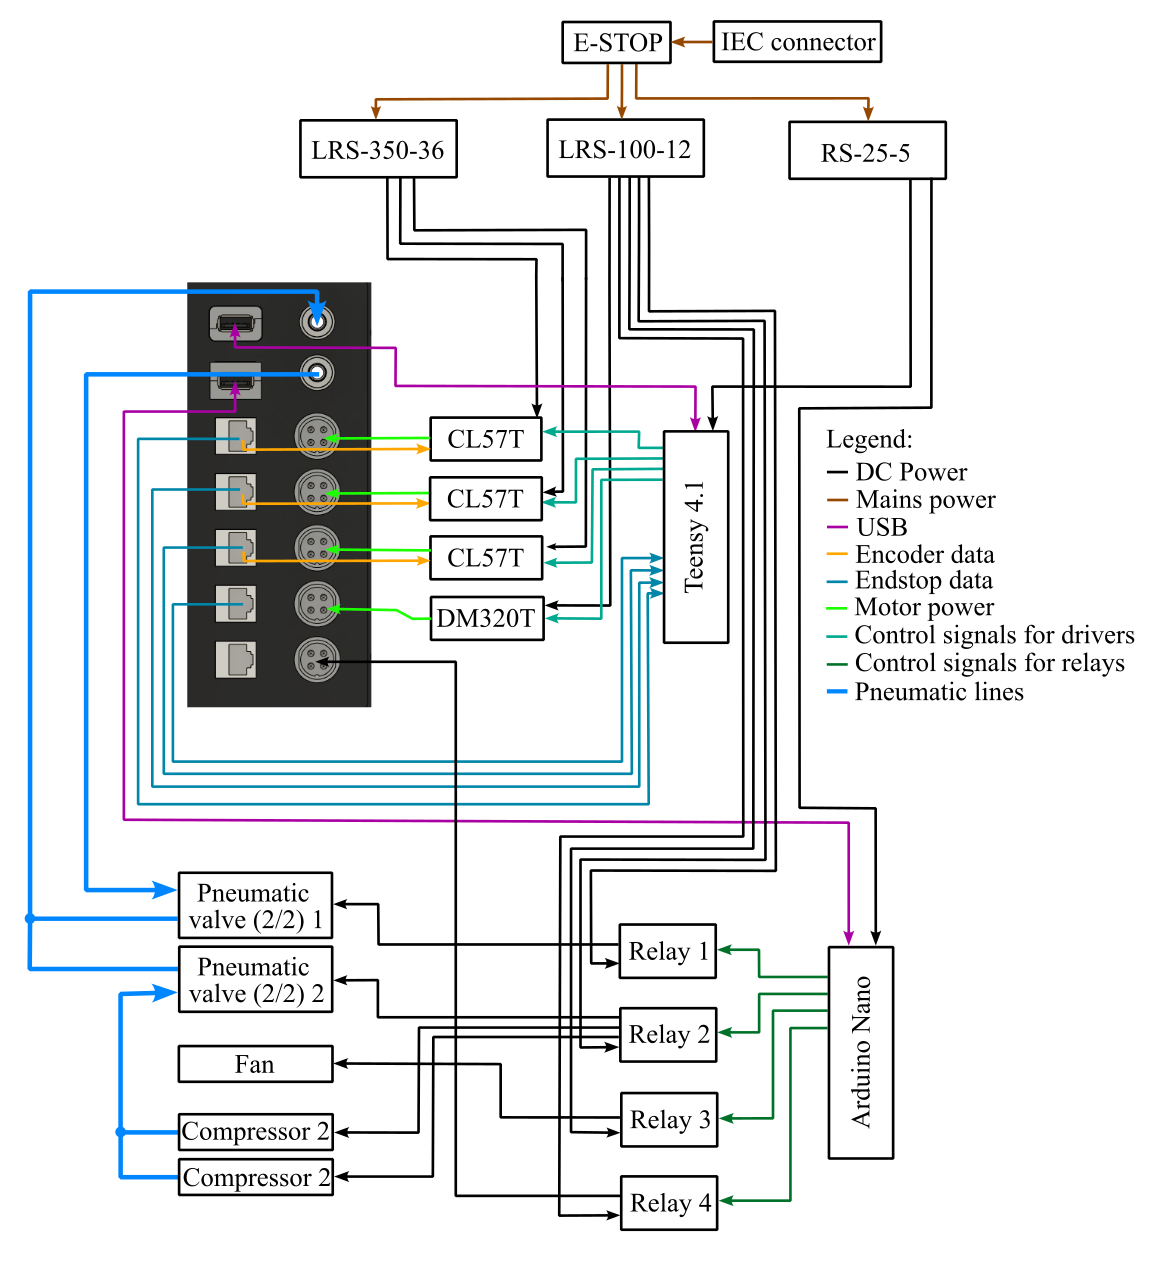 E-STOP
IEC connector
LRS-350-36
LRS-100-12
RS-25-5
CL57T
CL57T
CL57T
DM320T
Teensy 4.1
Legend:
DC Power
Mains power
USB
Encoder data
Endstop data
Motor power
Control signals for drivers
Control signals for relays
Pneumatic lines
Pneumatic
valve (2/2) 1
Pneumatic
valve (2/2) 2
Fan
Compressor 2
Compressor 2
Relay 1
Relay 2
Relay 3
Relay 4
Arduino Nano